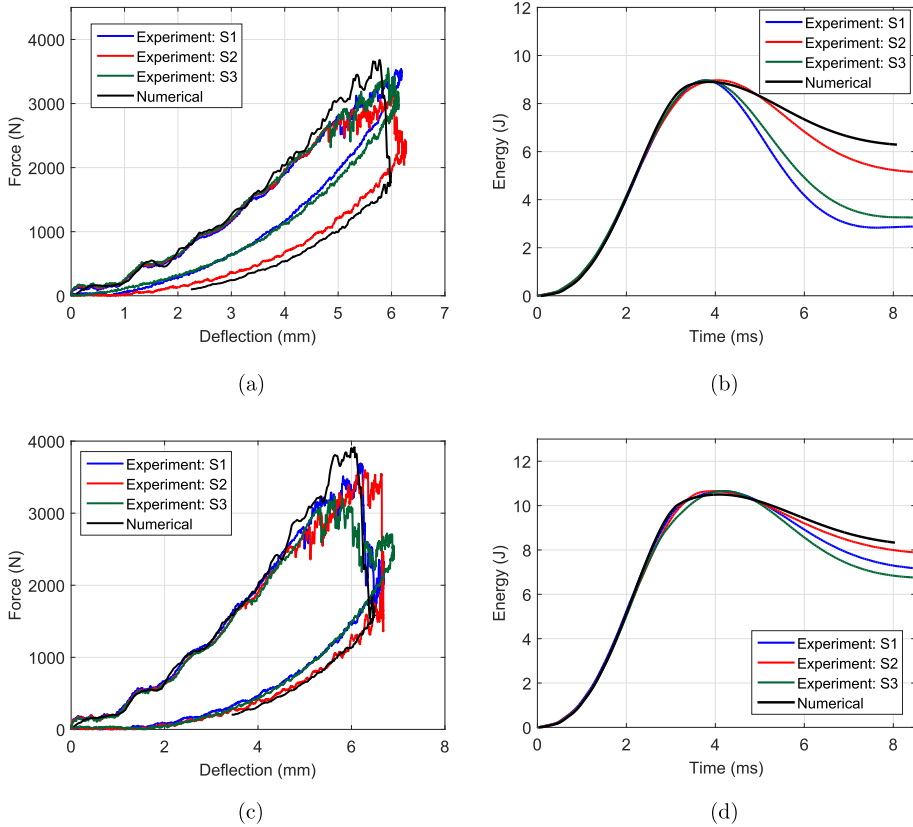 Force (N)
4000
3000
2000
1000
0
Experiment: S1
Experiment: S2
Experiment: S3
Numerical
0 1 2 3 4 5 6 7
Deflection (mm)
(a)
Energy (J)
12
10
8
6
4
2
0
Experiment: S1
Experiment: S2
Experiment: S3
Numerical
0 2 4 6 8
Time (ms)
(b)
Force (N)
4000
3000
2000
1000
0
Experiment: S1
Experiment: S2
Experiment: S3
Numerical
0 2 4 6 8
Deflection (mm)
(c)
Energy (J)
12
10
8
6
4
2
0
Experiment: S1
Experiment: S2
Experiment: S3
Numerical
0 2 4 6 8
Time (ms)
(d)